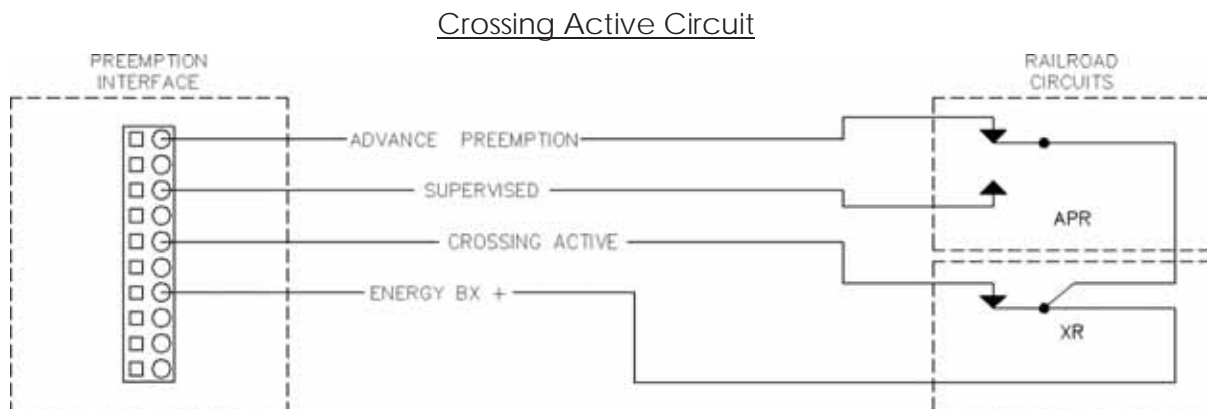 Crossing Active Circuit
PREEMPTION
INTERFACE
RAILROAD
CIRCUITS
ADVANCE PREEMPTION
SUPERVISED
APR
CROSSING ACTIVE
ENERGY BX +
XR